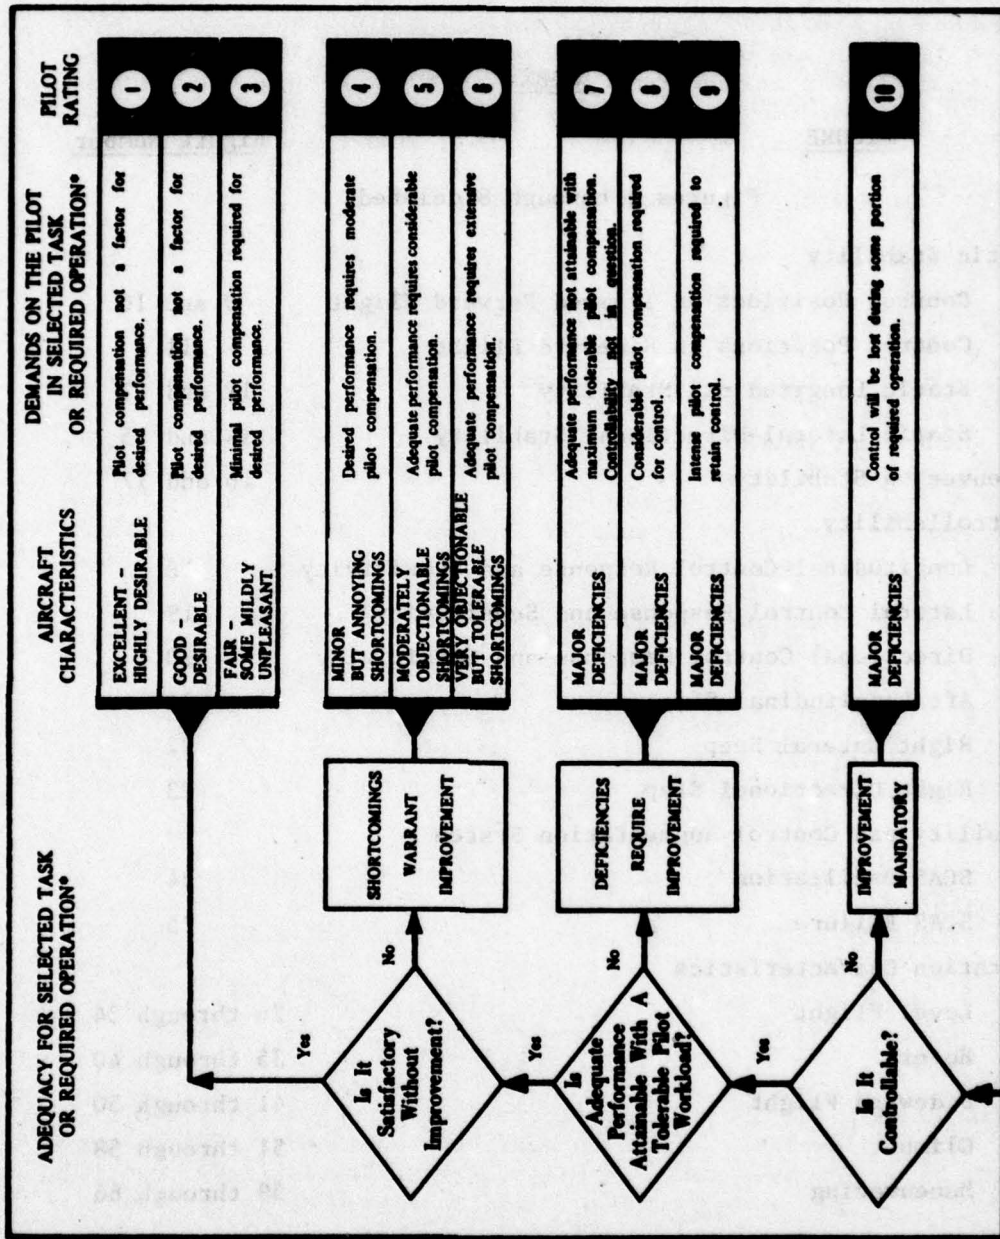 ADEQUACY FOR SELECTED TASK
OR REQUIRED OPERATION*
AIRCRAFT
CHARACTERISTICS
DEMANDS ON THE PILOT
IN SELECTED TASK
OR REQUIRED OPERATION*
PILOT
RATING
EXCELLENT –
HIGHLY DESIRABLE
Pilot compensation not a factor for
desired performance.
1
GOOD –
DESIRABLE
Pilot compensation not a factor for
desired performance.
2
FAIR –
SOME MILDLY
UNPLEASANT
Minimal pilot compensation required for
desired performance.
3
Yes
Is It
Satisfactory
Without
Improvement?
No
SHORTCOMINGS
WARRANT
IMPROVEMENT
MINOR
BUT ANNOYING
SHORTCOMINGS
Desired performance requires moderate
pilot compensation.
4
MODERATELY
OBJECTIONABLE
SHORTCOMINGS
Adequate performance requires considerable
pilot compensation.
5
VERY OBJECTIONABLE
BUT TOLERABLE
SHORTCOMINGS
Adequate performance requires extensive
pilot compensation.
6
Yes
Is
Adequate
Performance
Attainable With A
Tolerable Pilot
Workload?
No
DEFICIENCIES
REQUIRE
IMPROVEMENT
MAJOR
DEFICIENCIES
Adequate performance not attainable with
maximum tolerable pilot compensation.
Controllability not in question.
7
MAJOR
DEFICIENCIES
Considerable pilot compensation required
for control.
8
MAJOR
DEFICIENCIES
Intense pilot compensation required to
retain control.
9
Yes
Is It
Controllable?
No
IMPROVEMENT
MANDATORY
MAJOR
DEFICIENCIES
Control will be lost during some portion
of required operation.
10